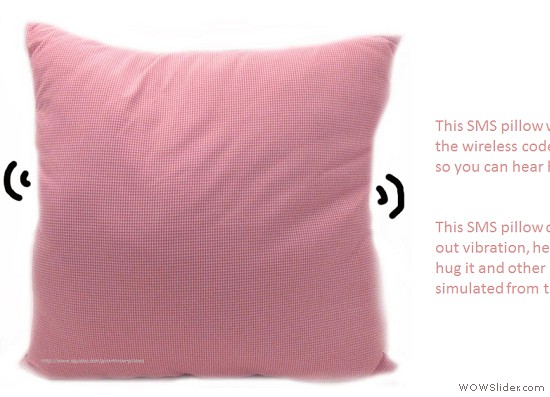 This SMS pillow
the wireless code
so you can hear
This SMS pillow
out vibration, he
hug it and other
simulated from t
WOWSlider.com